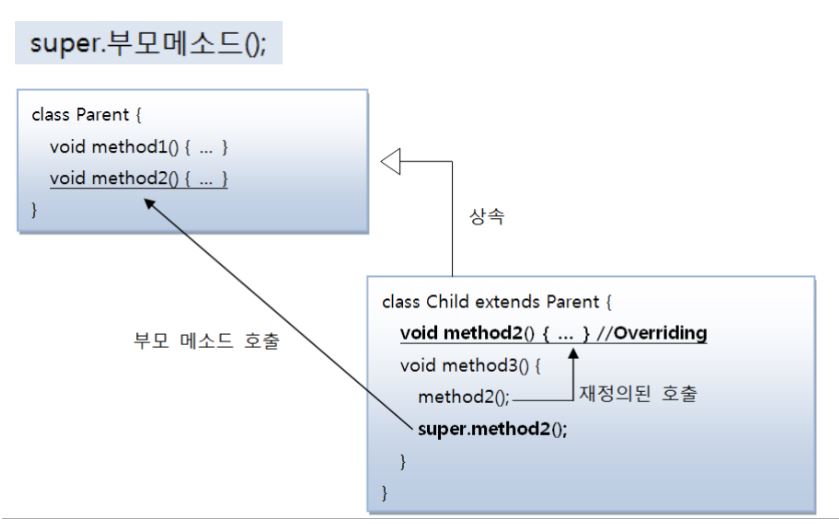 super.부모메소드();
class Parent {
void method1() { ... }
void method2() { ... }
}
상속
부모 메소드 호출
class Child extends Parent {
void method2() { ... } //Overriding
void method3() {
method2();
재정의된 호출
super.method2();
}
}